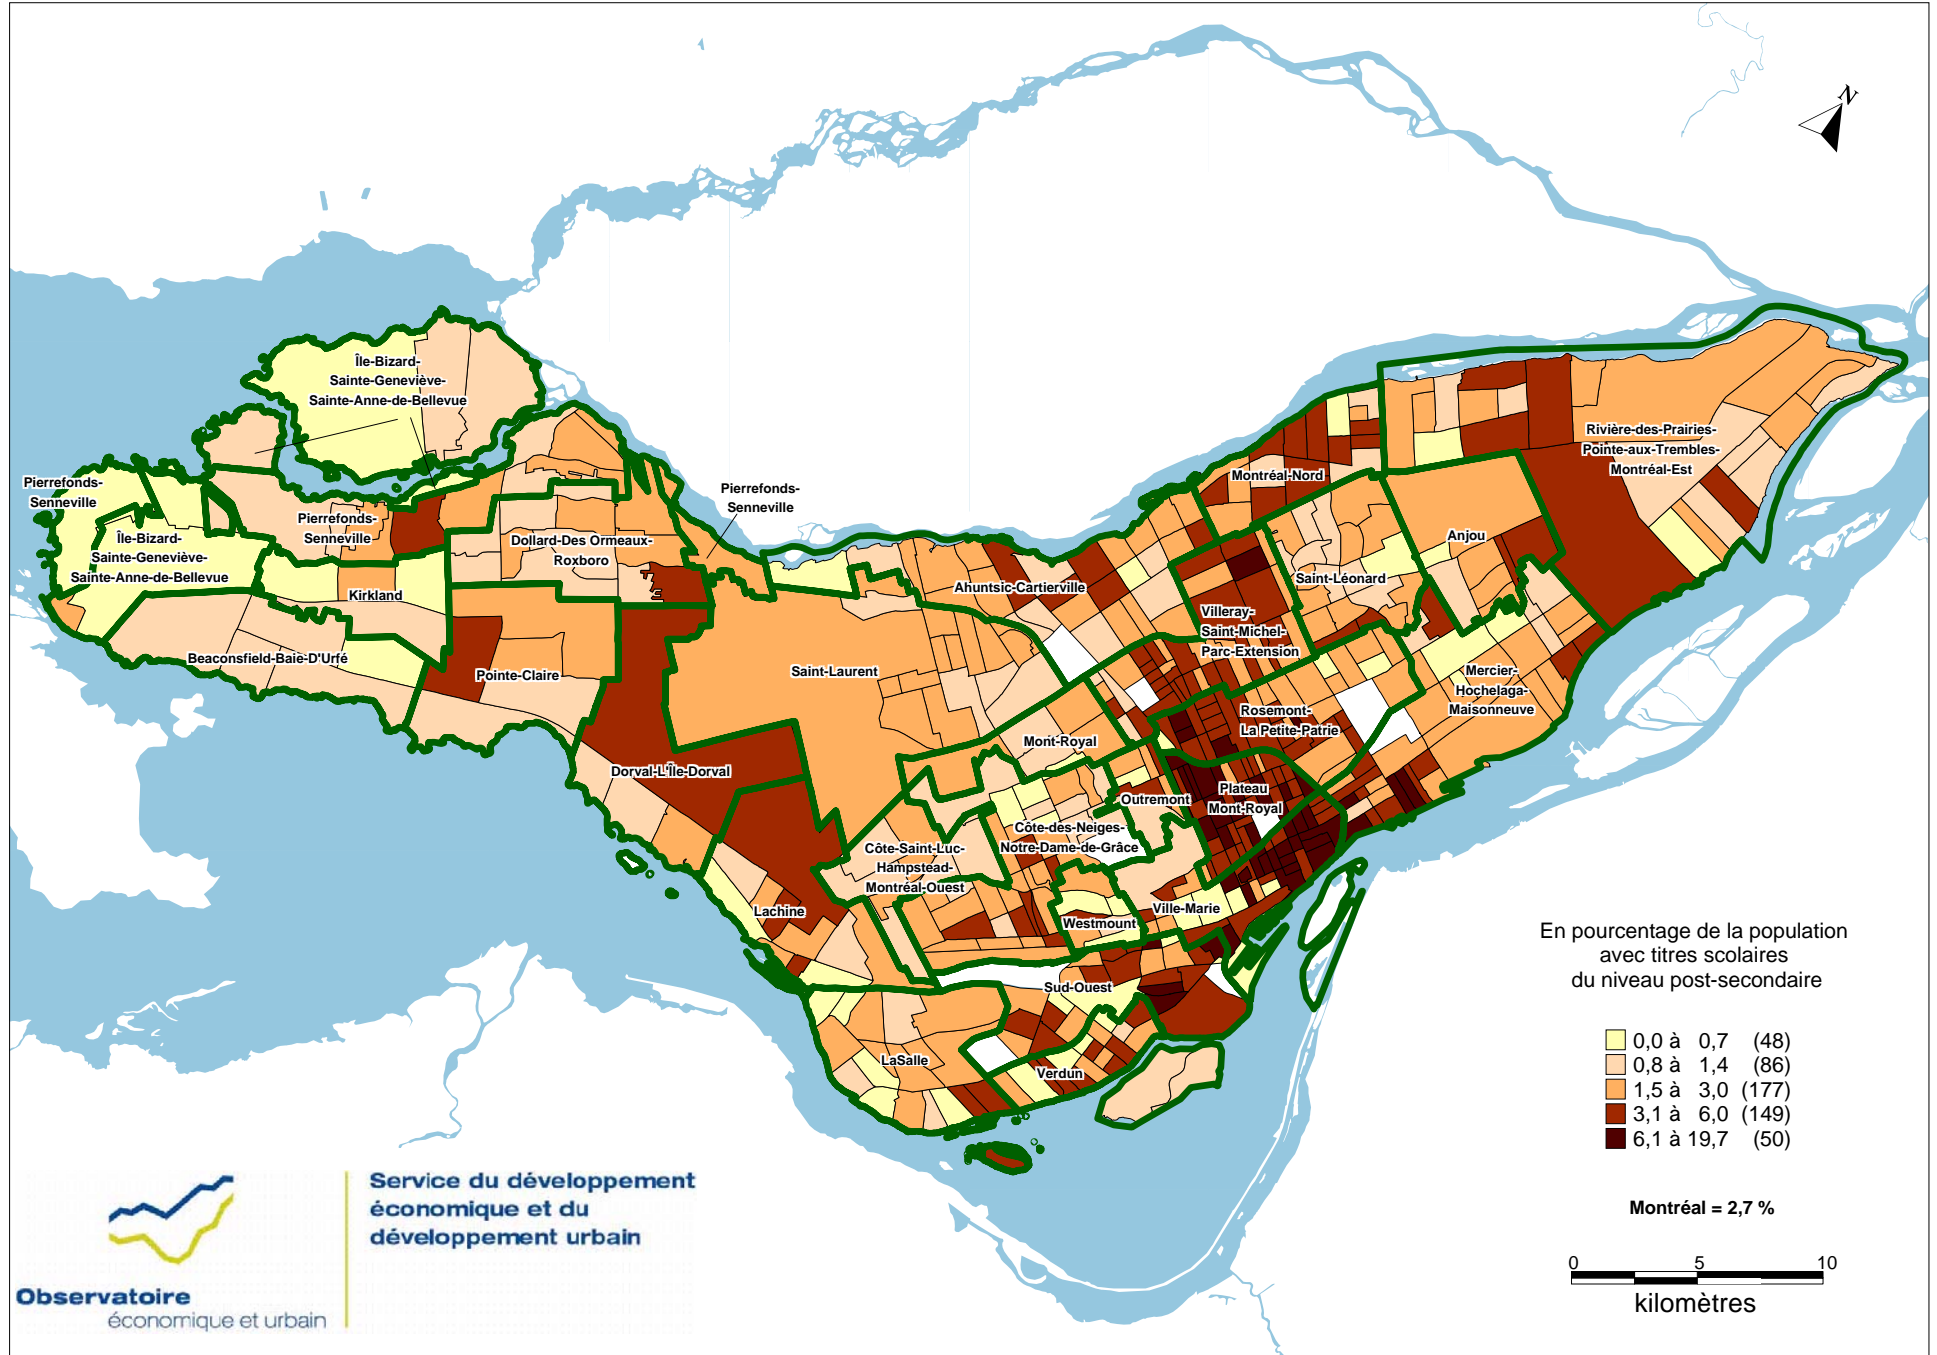 N
Île-Bizard-
Sainte-Geneviève-
Sainte-Anne-de-Bellevue
Pierrefonds-
Senneville
Pierrefonds-
Senneville
Île-Bizard-
Sainte-Geneviève-
Sainte-Anne-de-Bellevue
Kirkland
Beaconsfield-Baie-D'Urfé
Dollard-Des Ormeaux-
Roxboro
Pierrefonds-
Senneville
Pointe-Claire
Dorval-L'Île-Dorval
Saint-Laurent
Ahuntsic-Cartierville
Montréal-Nord
Rivière-des-Prairies-
Pointe-aux-Trembles-
Montréal-Est
Anjou
Saint-Léonard
Villeray-
Saint-Michel-
Parc-Extension
Mercier-
Hochelaga-
Maisonneuve
Rosemont-
La Petite-Patrie
Mont-Royal
Outremont
Plateau
Mont-Royal
Côte-des-Neiges-
Notre-Dame-de-Grâce
Côte-Saint-Luc-
Hampstead-
Montréal-Ouest
Lachine
Westmount
Ville-Marie
Sud-Ouest
LaSalle
Verdun
En pourcentage de la population
avec titres scolaires
du niveau post-secondaire
0,0 à 0,7 (48)
0,8 à 1,4 (86)
1,5 à 3,0 (177)
3,1 à 6,0 (149)
6,1 à 19,7 (50)
Montréal = 2,7 %
0 5 10
kilomètres
Service du développement
économique et du
développement urbain
Observatoire
économique et urbain